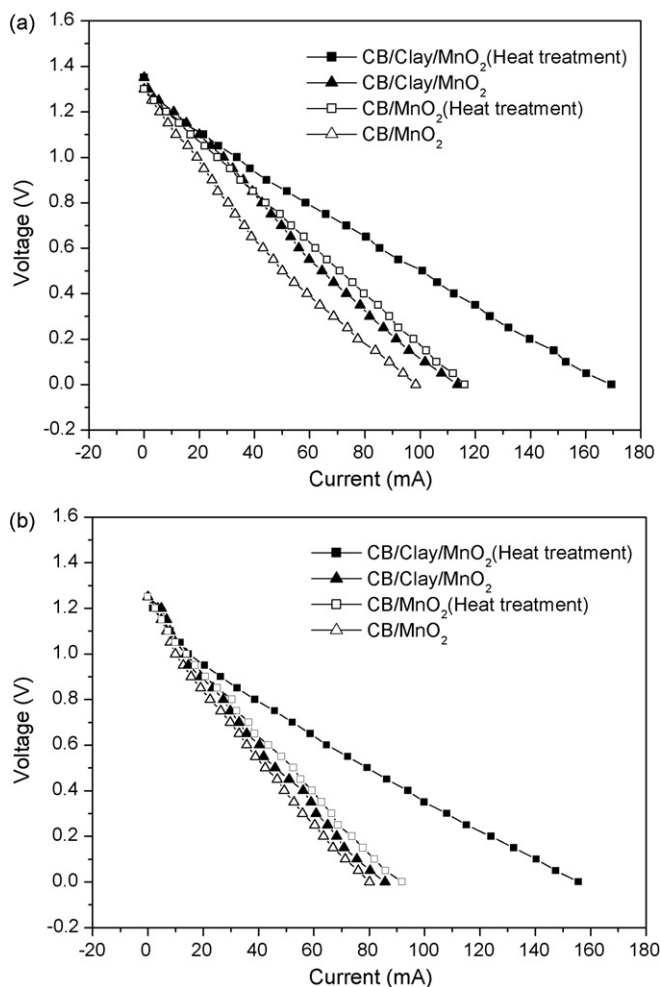 (a)
1.6
1.4
1.2
1.0
0.8
0.6
0.4
0.2
0.0
-0.2
Voltage (V)
CB/Clay/MnO₂(Heat treatment)
CB/Clay/MnO₂
CB/MnO₂(Heat treatment)
CB/MnO₂
-20 0 20 40 60 80 100 120 140 160 180
Current (mA)
(b)
1.6
1.4
1.2
1.0
0.8
0.6
0.4
0.2
0.0
-0.2
Voltage (V)
CB/Clay/MnO₂(Heat treatment)
CB/Clay/MnO₂
CB/MnO₂(Heat treatment)
CB/MnO₂
-20 0 20 40 60 80 100 120 140 160 180
Current (mA)